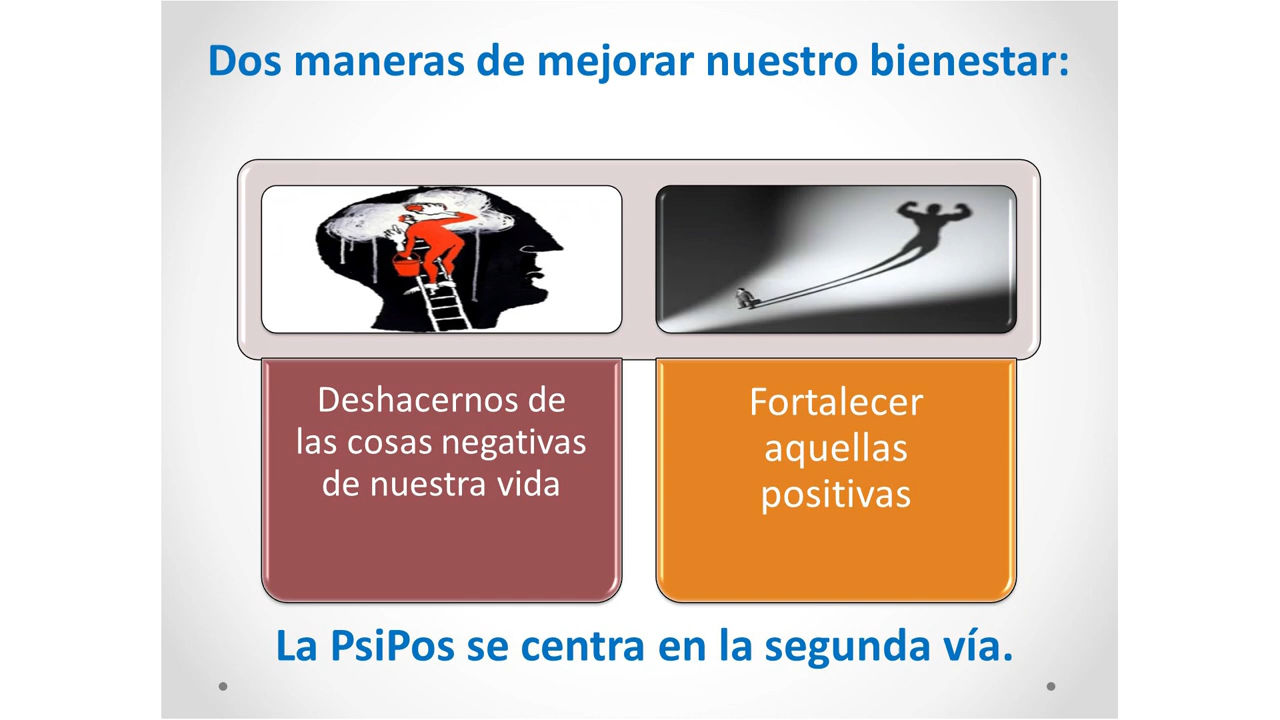 Dos maneras de mejorar nuestro bienestar:
Deshacernos de
las cosas negativas
de nuestra vida
Fortalecer
aquellas
positivas
La PsiPos se centra en la segunda vía.